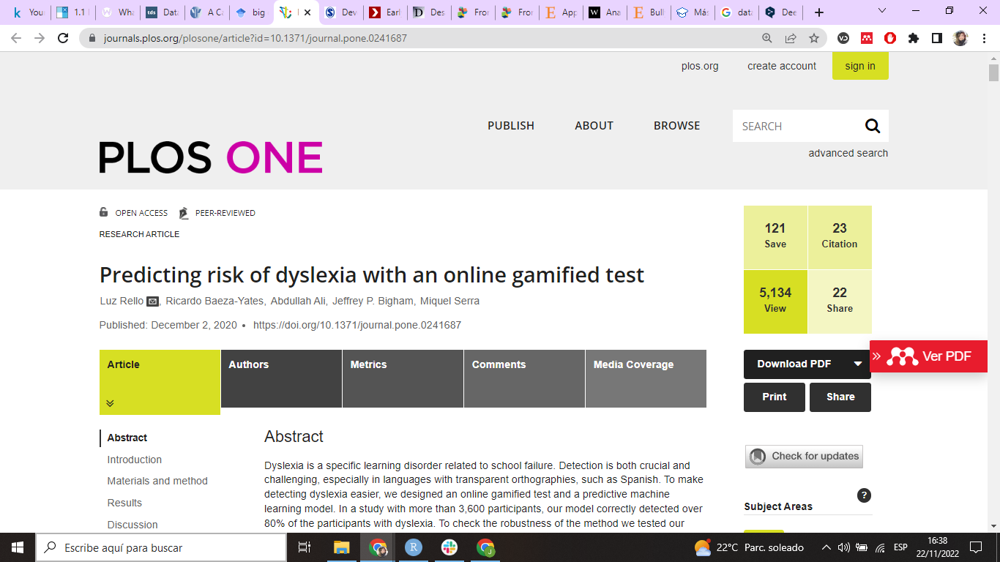 You
1.1
Wha
tds
Data
A Ca
big
Dev
Earl
Des
Fron
Fron
App
Ana
Bull
Más
data
Dee
journals.plos.org/plosone/article?id=10.1371/journal.pone.0241687
plos.org create account sign in
PUBLISH ABOUT BROWSE SEARCH
PLOS ONE
advanced search
OPEN ACCESS PEER-REVIEWED
RESEARCH ARTICLE
121 Save
23 Citation
5,134 View
22 Share
Predicting risk of dyslexia with an online gamified test
Luz Rello, Ricardo Baeza-Yates, Abdullah Ali, Jeffrey P. Bigham, Miquel Serra
Published: December 2, 2020 • https://doi.org/10.1371/journal.pone.0241687
Article Authors Metrics Comments Media Coverage
Download PDF
Ver PDF
Print Share
Check for updates
Subject Areas
?
Abstract
Introduction
Materials and method
Results
Discussion
Abstract
Dyslexia is a specific learning disorder related to school failure. Detection is both crucial and
challenging, especially in languages with transparent orthographies, such as Spanish. To make
detecting dyslexia easier, we designed an online gamified test and a predictive machine
learning model. In a study with more than 3,600 participants, our model correctly detected over
80% of the participants with dyslexia. To check the robustness of the method we tested our
Escribe aquí para buscar
22°C Parc. soleado
ESP
16:38
22/11/2022